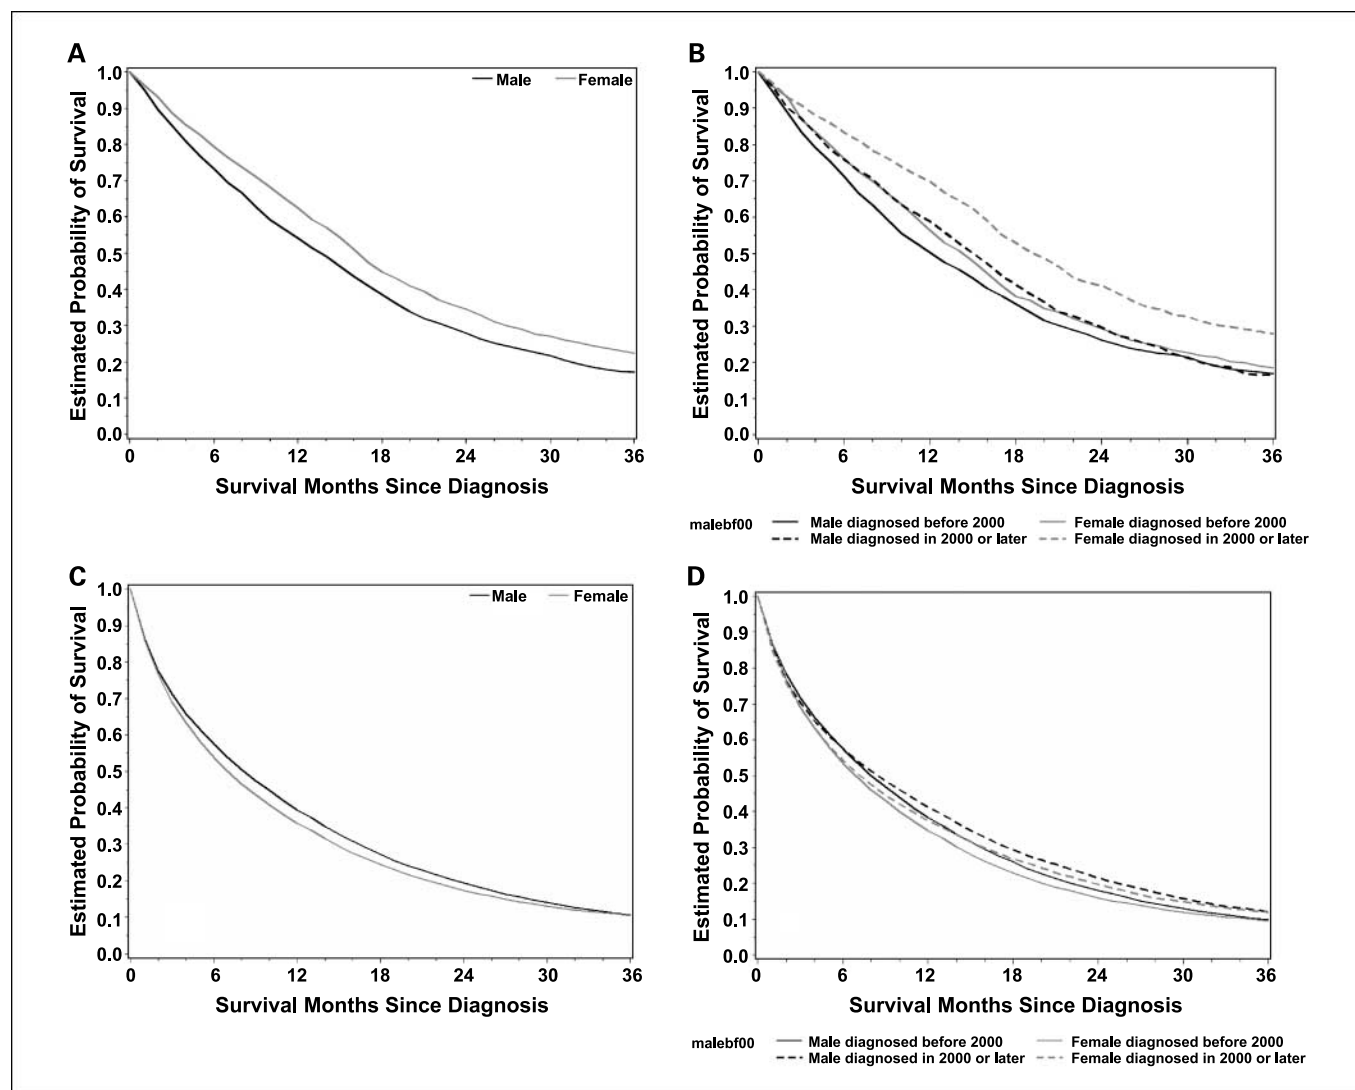 A
Male Female
Estimated Probability of Survival
1.0
0.9
0.8
0.7
0.6
0.5
0.4
0.3
0.2
0.1
0.0
0 6 12 18 24 30 36
Survival Months Since Diagnosis
B
Estimated Probability of Survival
1.0
0.9
0.8
0.7
0.6
0.5
0.4
0.3
0.2
0.1
0.0
0 6 12 18 24 30 36
Survival Months Since Diagnosis
malebf00 Male diagnosed before 2000 Female diagnosed before 2000
Male diagnosed in 2000 or later Female diagnosed in 2000 or later
C
Male Female
Estimated Probability of Survival
1.0
0.9
0.8
0.7
0.6
0.5
0.4
0.3
0.2
0.1
0.0
0 6 12 18 24 30 36
Survival Months Since Diagnosis
D
Estimated Probability of Survival
1.0
0.9
0.8
0.7
0.6
0.5
0.4
0.3
0.2
0.1
0.0
0 6 12 18 24 30 36
Survival Months Since Diagnosis
malebf00 Male diagnosed before 2000 Female diagnosed before 2000
Male diagnosed in 2000 or later Female diagnosed in 2000 or later